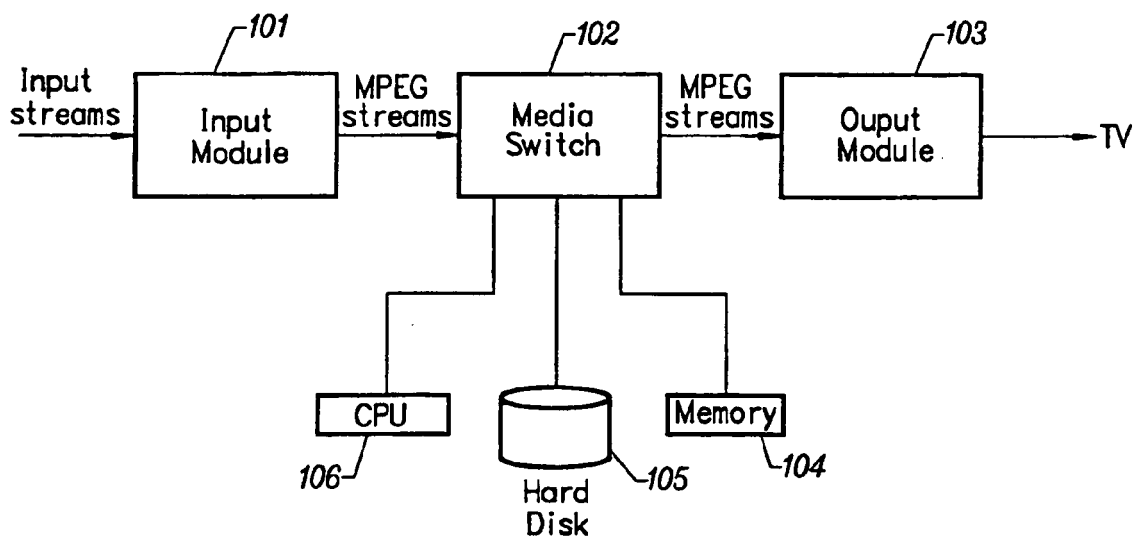 101
102
103
Input
streams
Input
Module
MPEG
streams
Media
Switch
MPEG
streams
Ouput
Module
TV
CPU
106
Hard
Disk
105
Memory
104